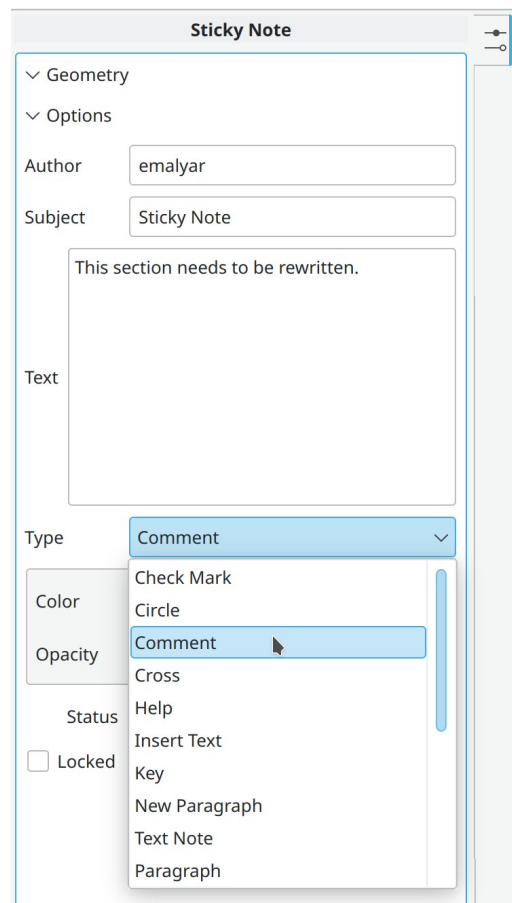 Sticky Note
Geometry
Options
Author emalyar
Subject Sticky Note
This section needs to be rewritten.
Text
Type Comment
Check Mark
Color
Circle
Comment
Opacity
Cross
Help
Status
Insert Text
Locked
Key
New Paragraph
Text Note
Paragraph